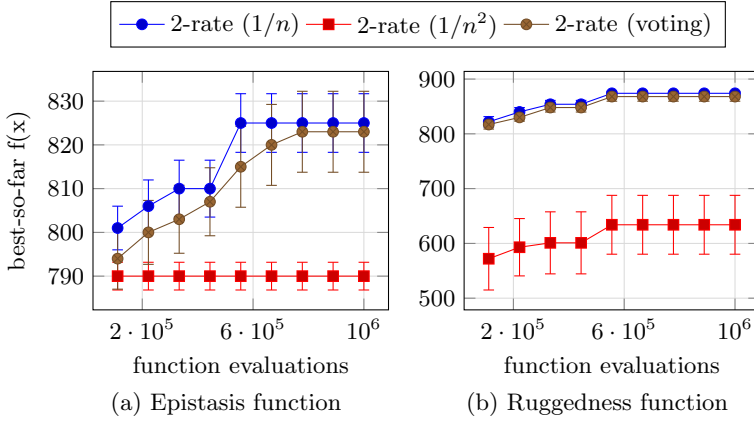 2-rate (1/n) 2-rate (1/n²) 2-rate (voting)
best-so-far f(x)
830
820
810
800
790
2 · 10⁵ 6 · 10⁵ 10⁶
function evaluations
(a) Epistasis function
900
800
700
600
500
2 · 10⁵ 6 · 10⁵ 10⁶
function evaluations
(b) Ruggedness function